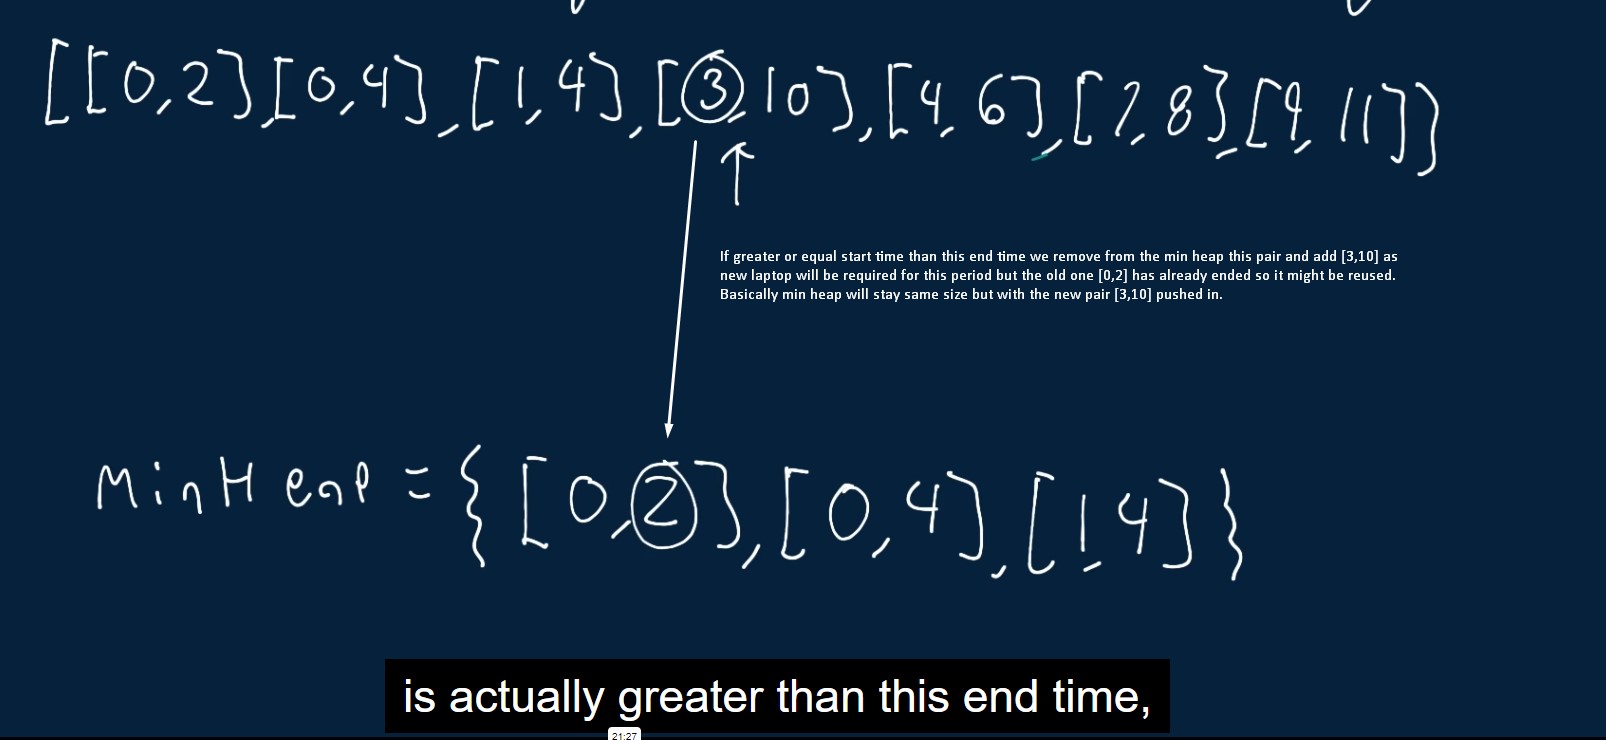 [[0,2],[0,4],[1,4],[3,10],[4,6],[7,8],[9,11]]
If greater or equal start time than this end time we remove from the min heap this pair and add [3,10] as
new laptop will be required for this period but the old one [0,2] has already ended so it might be reused.
Basically min heap will stay same size but with the new pair [3,10] pushed in.
MinHeap = {[0,2],[0,4],[1,4]}
is actually greater than this end time,
21:27